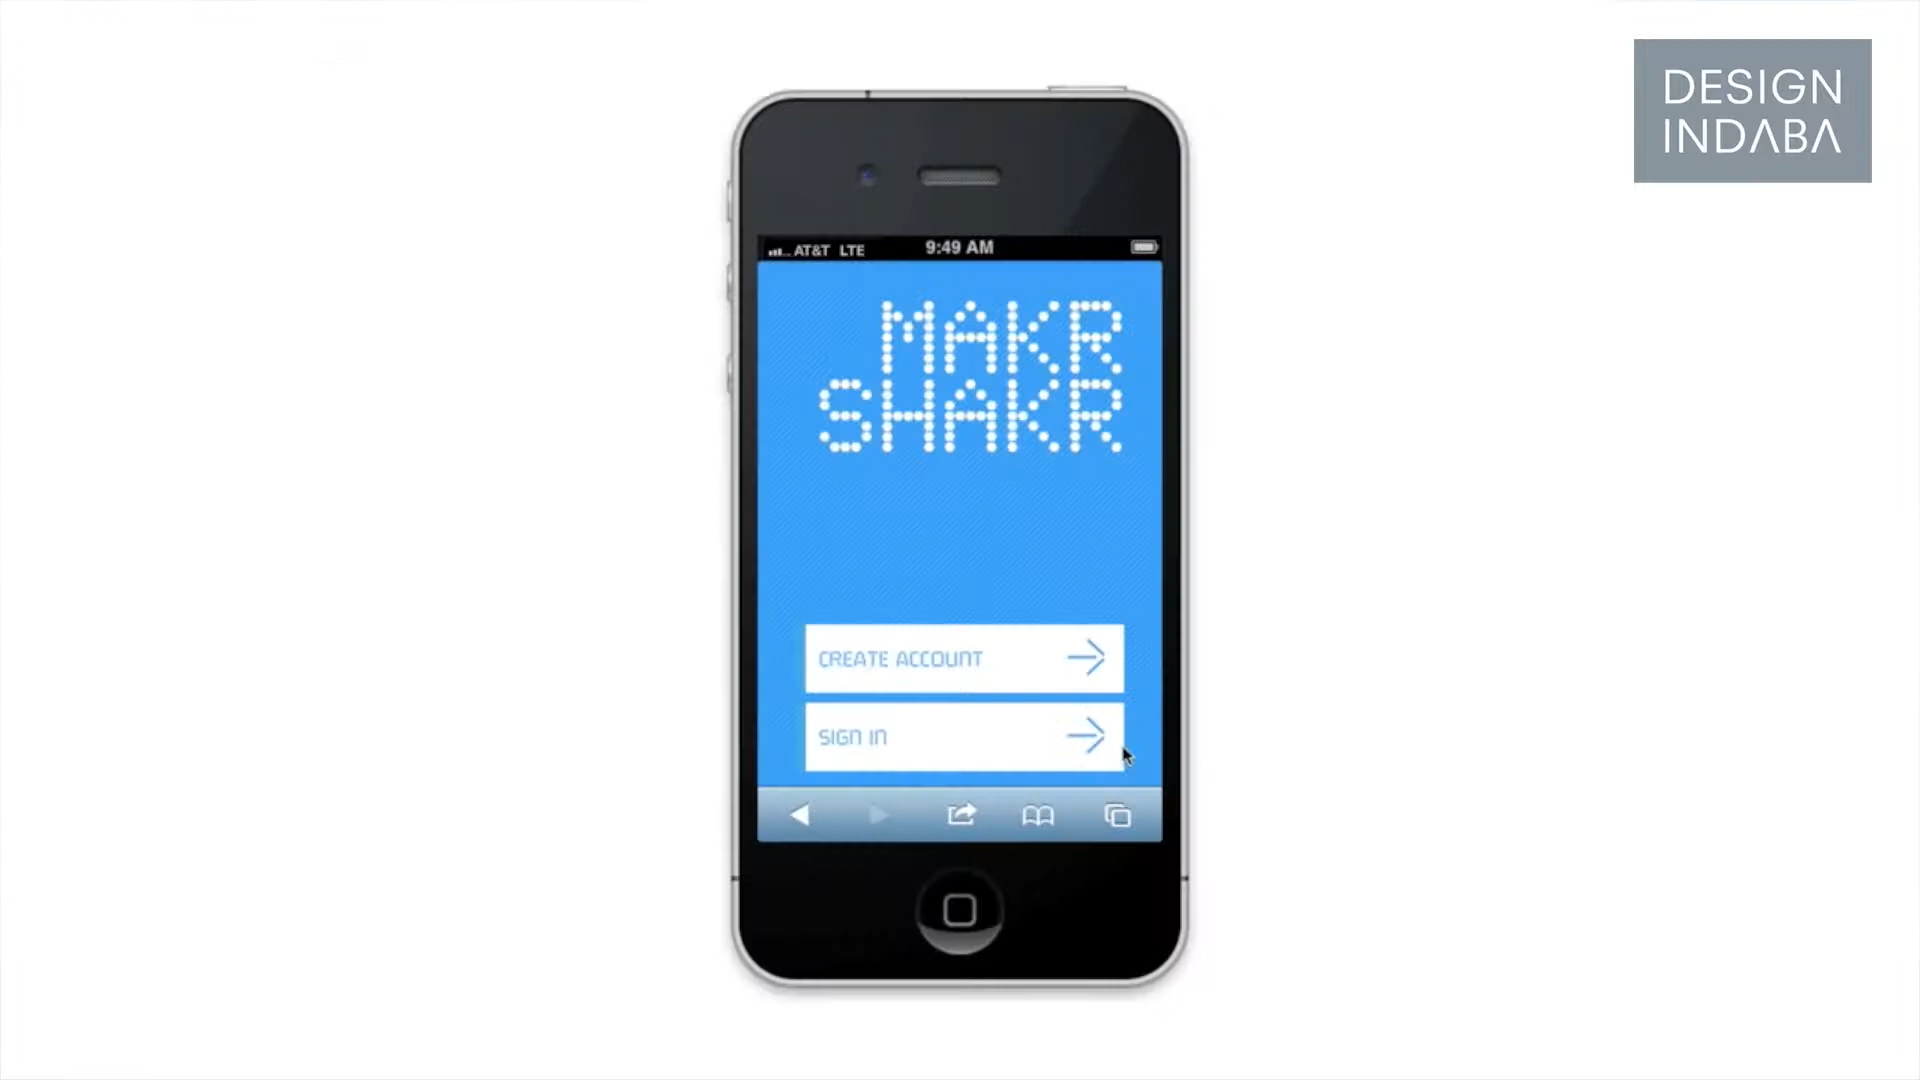 DESIGN
INDABA
AT&T LTE
9:49 AM
MAKR
SHAKR
CREATE ACCOUNT
SIGN IN